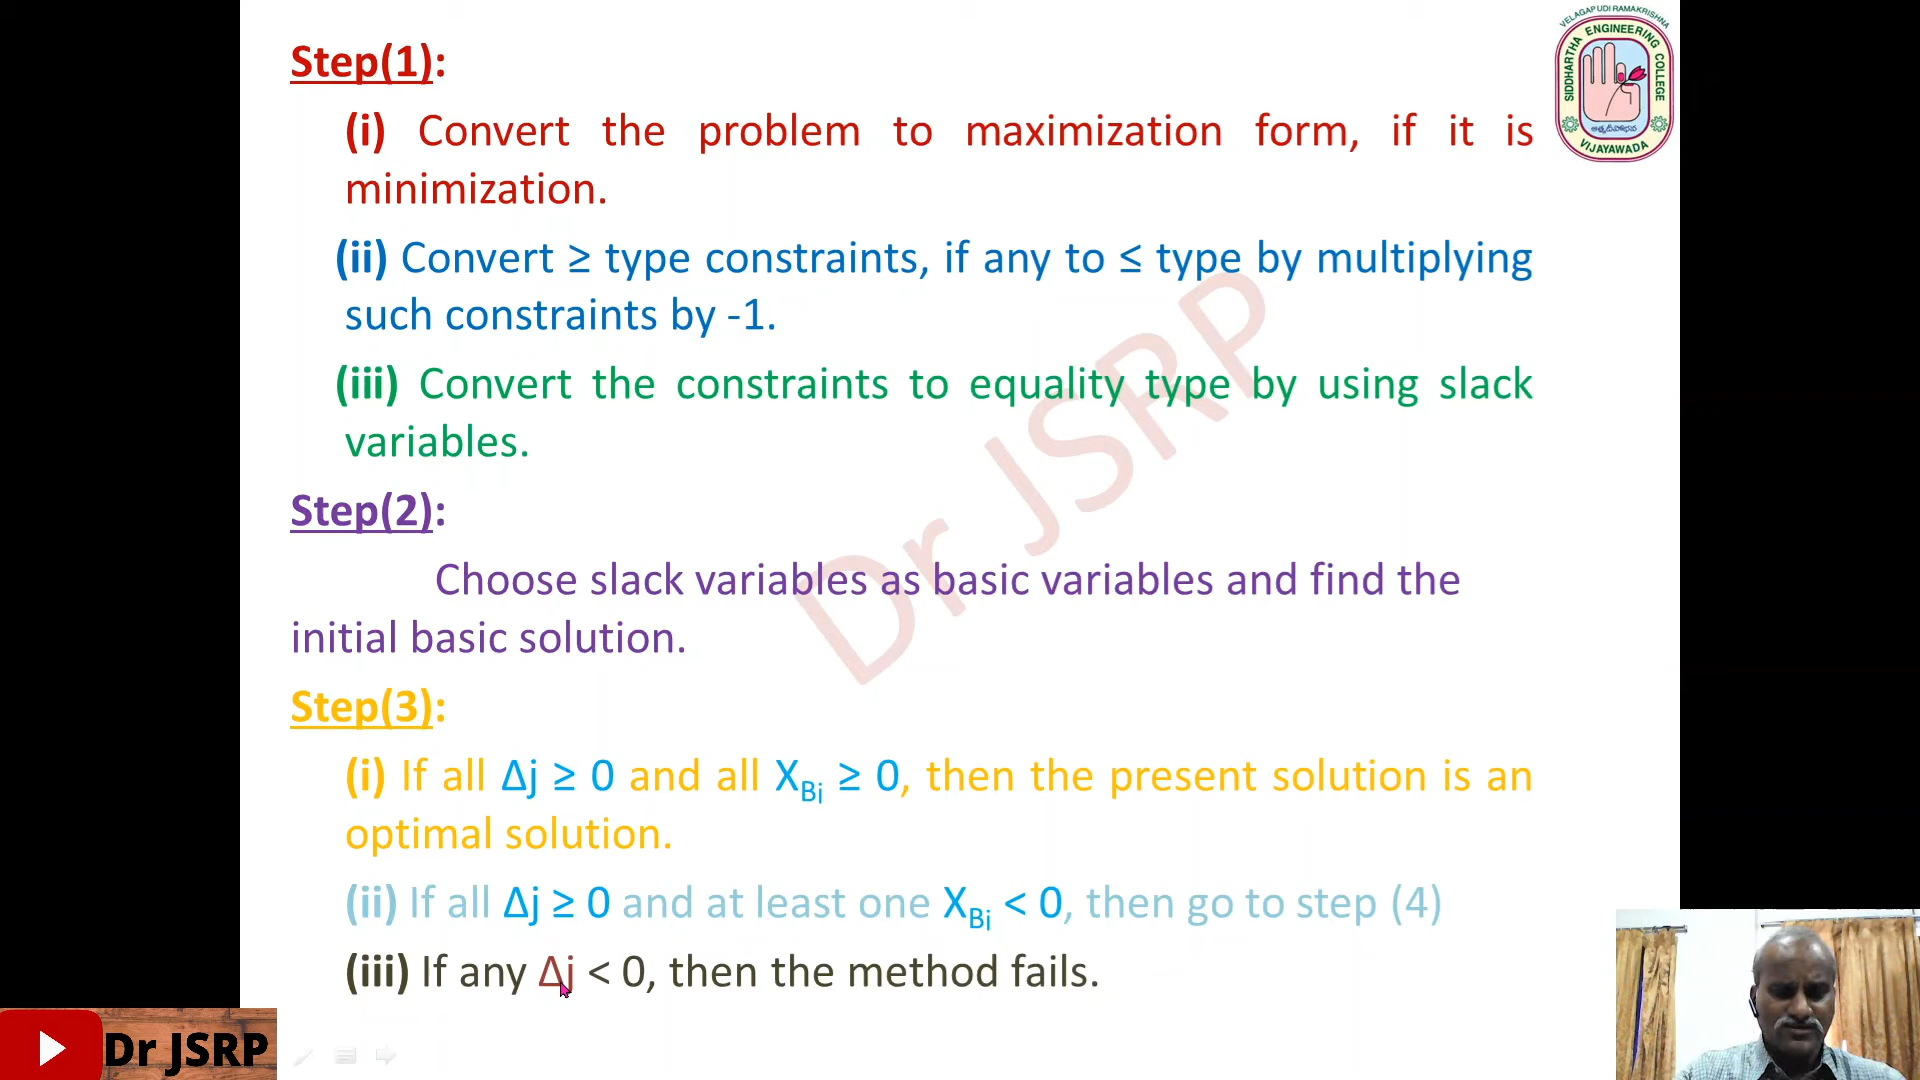 Step(1):
(i) Convert the problem to maximization form, if it is
minimization.
(ii) Convert ≥ type constraints, if any to ≤ type by multiplying
such constraints by -1.
(iii) Convert the constraints to equality type by using slack
variables.
Step(2):
Choose slack variables as basic variables and find the
initial basic solution.
Step(3):
(i) If all Δj ≥ 0 and all XBi ≥ 0, then the present solution is an
optimal solution.
(ii) If all Δj ≥ 0 and at least one XBi < 0, then go to step (4)
(iii) If any Δj < 0, then the method fails.
Dr JSRP
VELAGAPUDI RAMAKRISHNA
SIDDHARTHA ENGINEERING COLLEGE
VIJAYAWADA
Dr JSRP